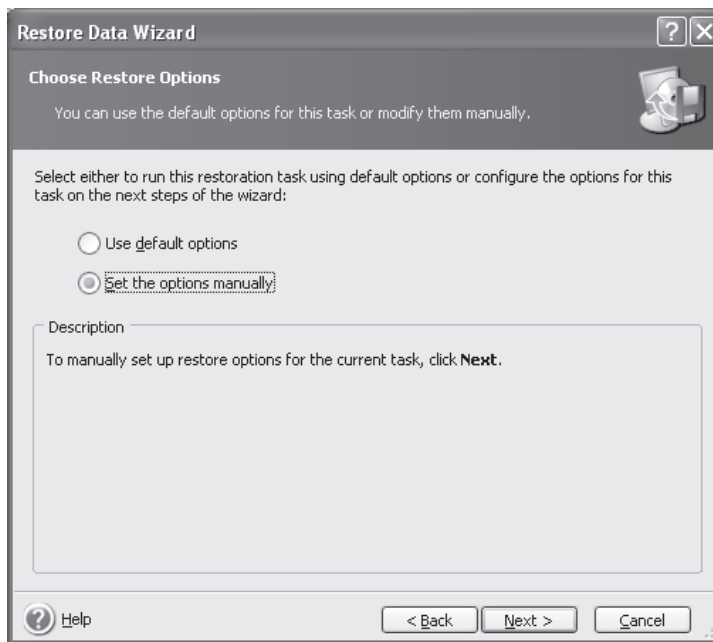 Restore Data Wizard
Choose Restore Options
You can use the default options for this task or modify them manually.
Select either to run this restoration task using default options or configure the options for this
task on the next steps of the wizard:
Use default options
Set the options manually
Description
To manually set up restore options for the current task, click Next.
? Help
< Back
Next >
Cancel